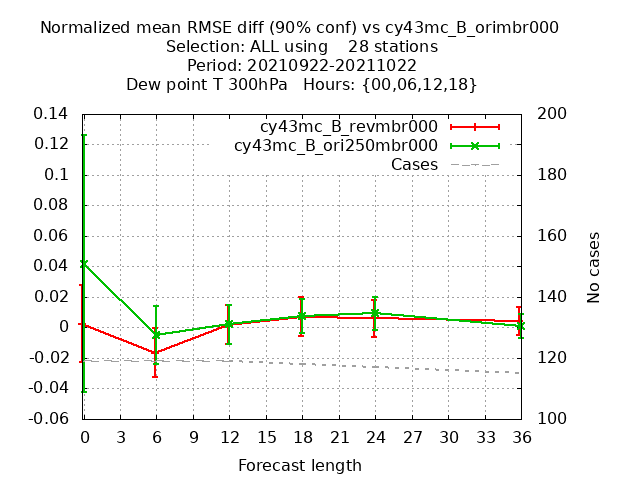 Normalized mean RMSE diff (90% conf) vs cy43mc_B_orimbr000
Selection: ALL using    28 stations
Period: 20210922-20211022
Dew point T 300hPa   Hours: {00,06,12,18}
cy43mc_B_revmbr000
cy43mc_B_ori250mbr000
Cases
0.14
0.12
0.1
0.08
0.06
0.04
0.02
0
-0.02
-0.04
-0.06
200
180
160
140
120
100
No cases
0 3 6 9 12 15 18 21 24 27 30 33 36
Forecast length